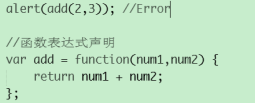 alert(add(2,3)); //Error
//函数表达式声明
var add = function(num1,num2) {
return num1 + num2;
};